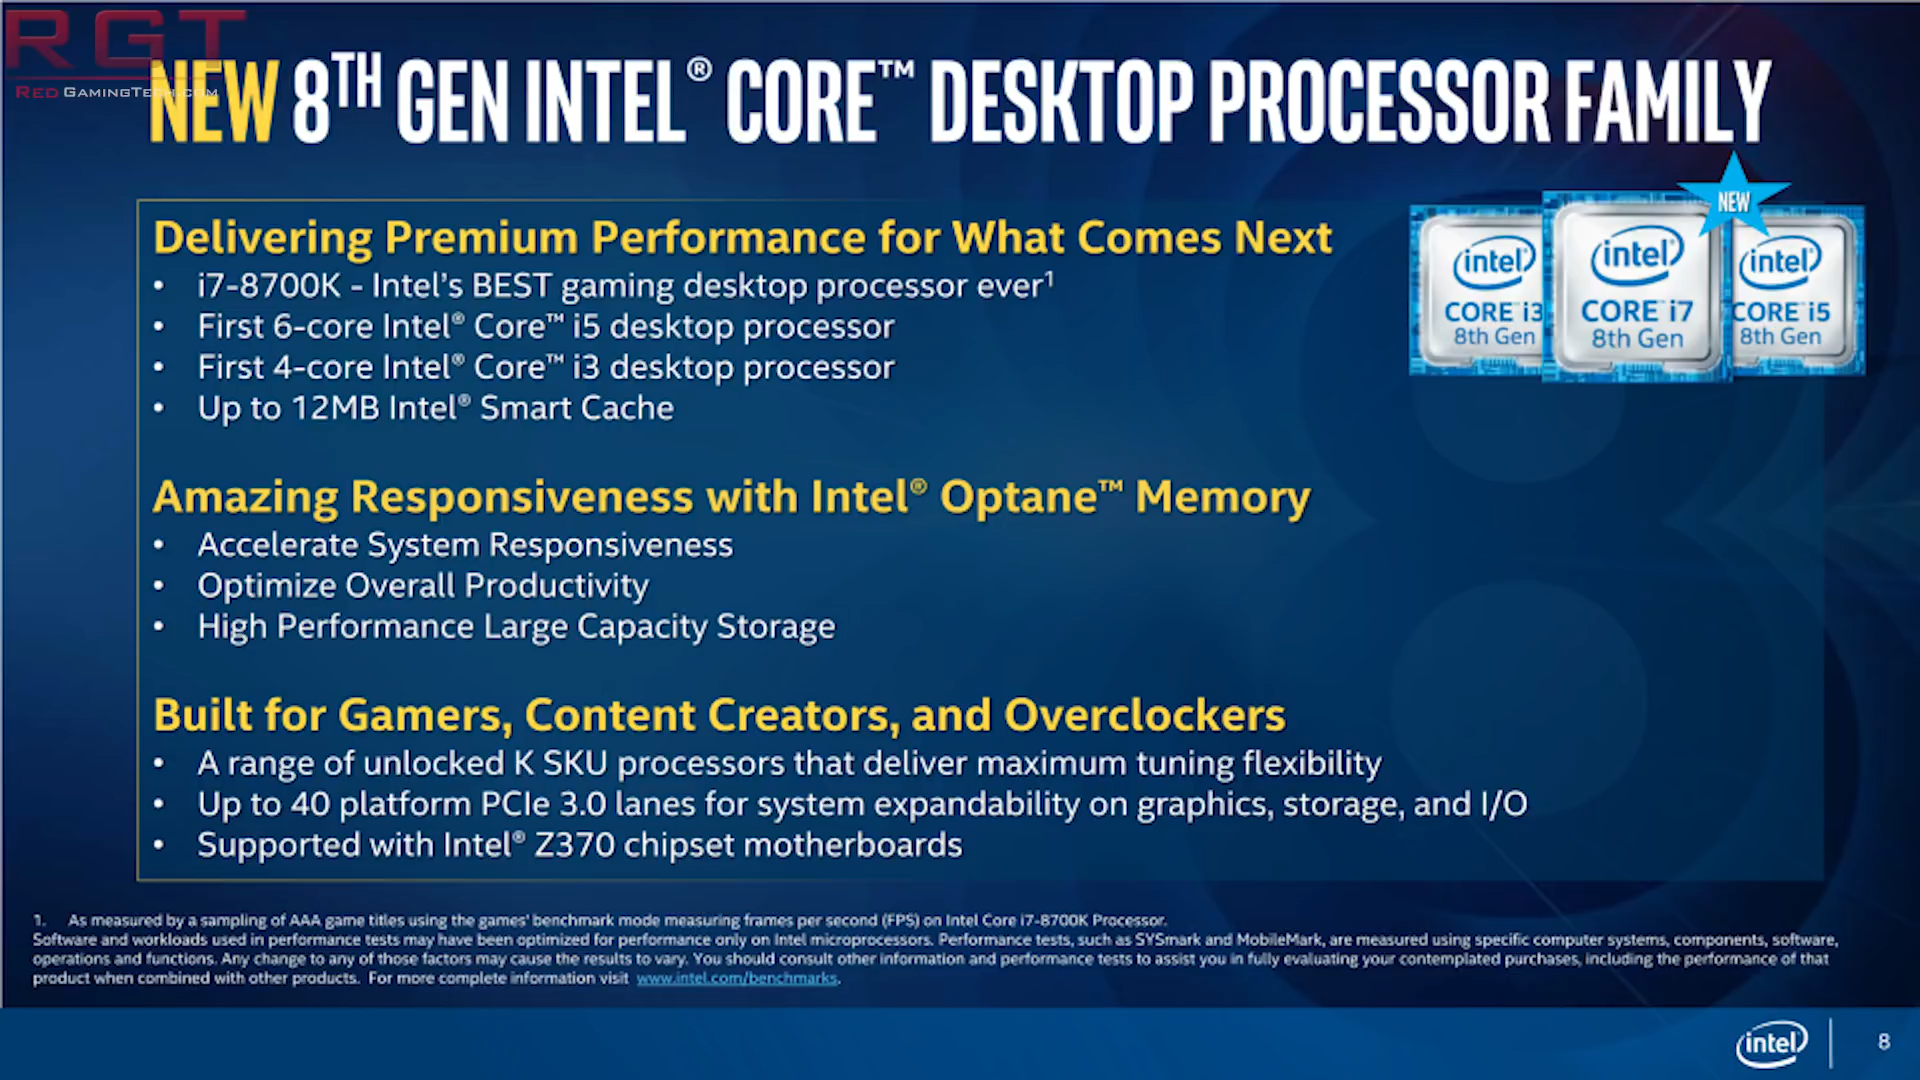 RGT
RED GAMINGTECH.COM
NEW 8TH GEN INTEL® CORE™ DESKTOP PROCESSOR FAMILY
NEW
Delivering Premium Performance for What Comes Next
• i7-8700K - Intel's BEST gaming desktop processor ever¹
• First 6-core Intel® Core™ i5 desktop processor
• First 4-core Intel® Core™ i3 desktop processor
• Up to 12MB Intel® Smart Cache
intel®
CORE™ i3
8th Gen
intel®
CORE™ i7
8th Gen
intel®
CORE™ i5
8th Gen
Amazing Responsiveness with Intel® Optane™ Memory
• Accelerate System Responsiveness
• Optimize Overall Productivity
• High Performance Large Capacity Storage
Built for Gamers, Content Creators, and Overclockers
• A range of unlocked K SKU processors that deliver maximum tuning flexibility
• Up to 40 platform PCIe 3.0 lanes for system expandability on graphics, storage, and I/O
• Supported with Intel® Z370 chipset motherboards
1. As measured by a sampling of AAA game titles using the games' benchmark mode measuring frames per second (FPS) on Intel Core i7-8700K Processor.
Software and workloads used in performance tests may have been optimized for performance only on Intel microprocessors. Performance tests, such as SYSmark and MobileMark, are measured using specific computer systems, components, software,
operations and functions. Any change to any of those factors may cause the results to vary. You should consult other information and performance tests to assist you in fully evaluating your contemplated purchases, including the performance of that
product when combined with other products. For more complete information visit www.intel.com/benchmarks.
intel
8